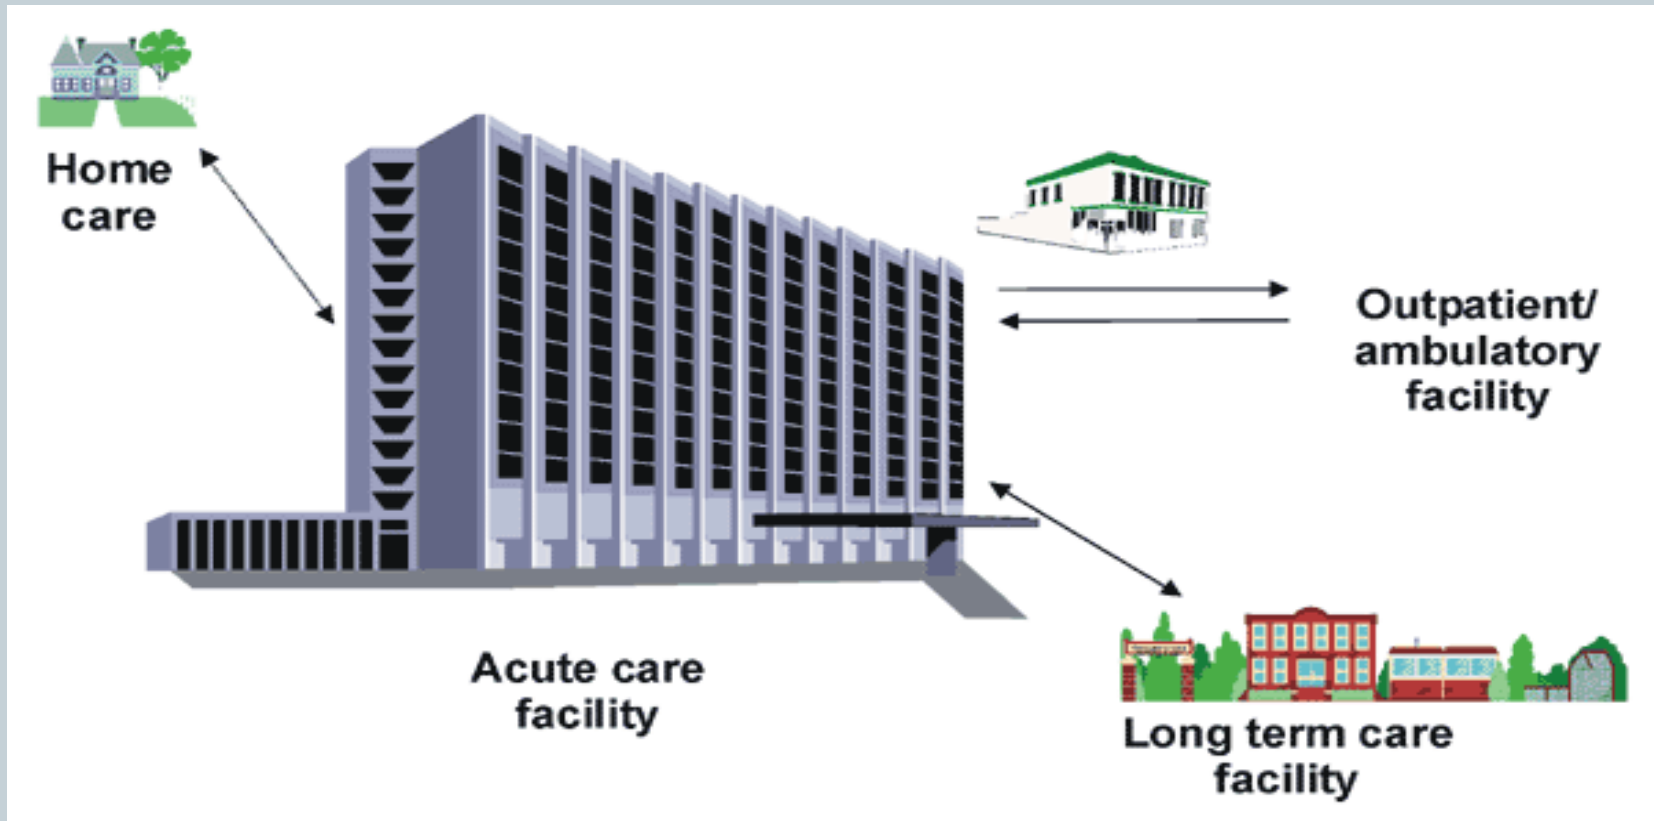 Home
care
Outpatient/
ambulatory
facility
Acute care
facility
Long term care
facility